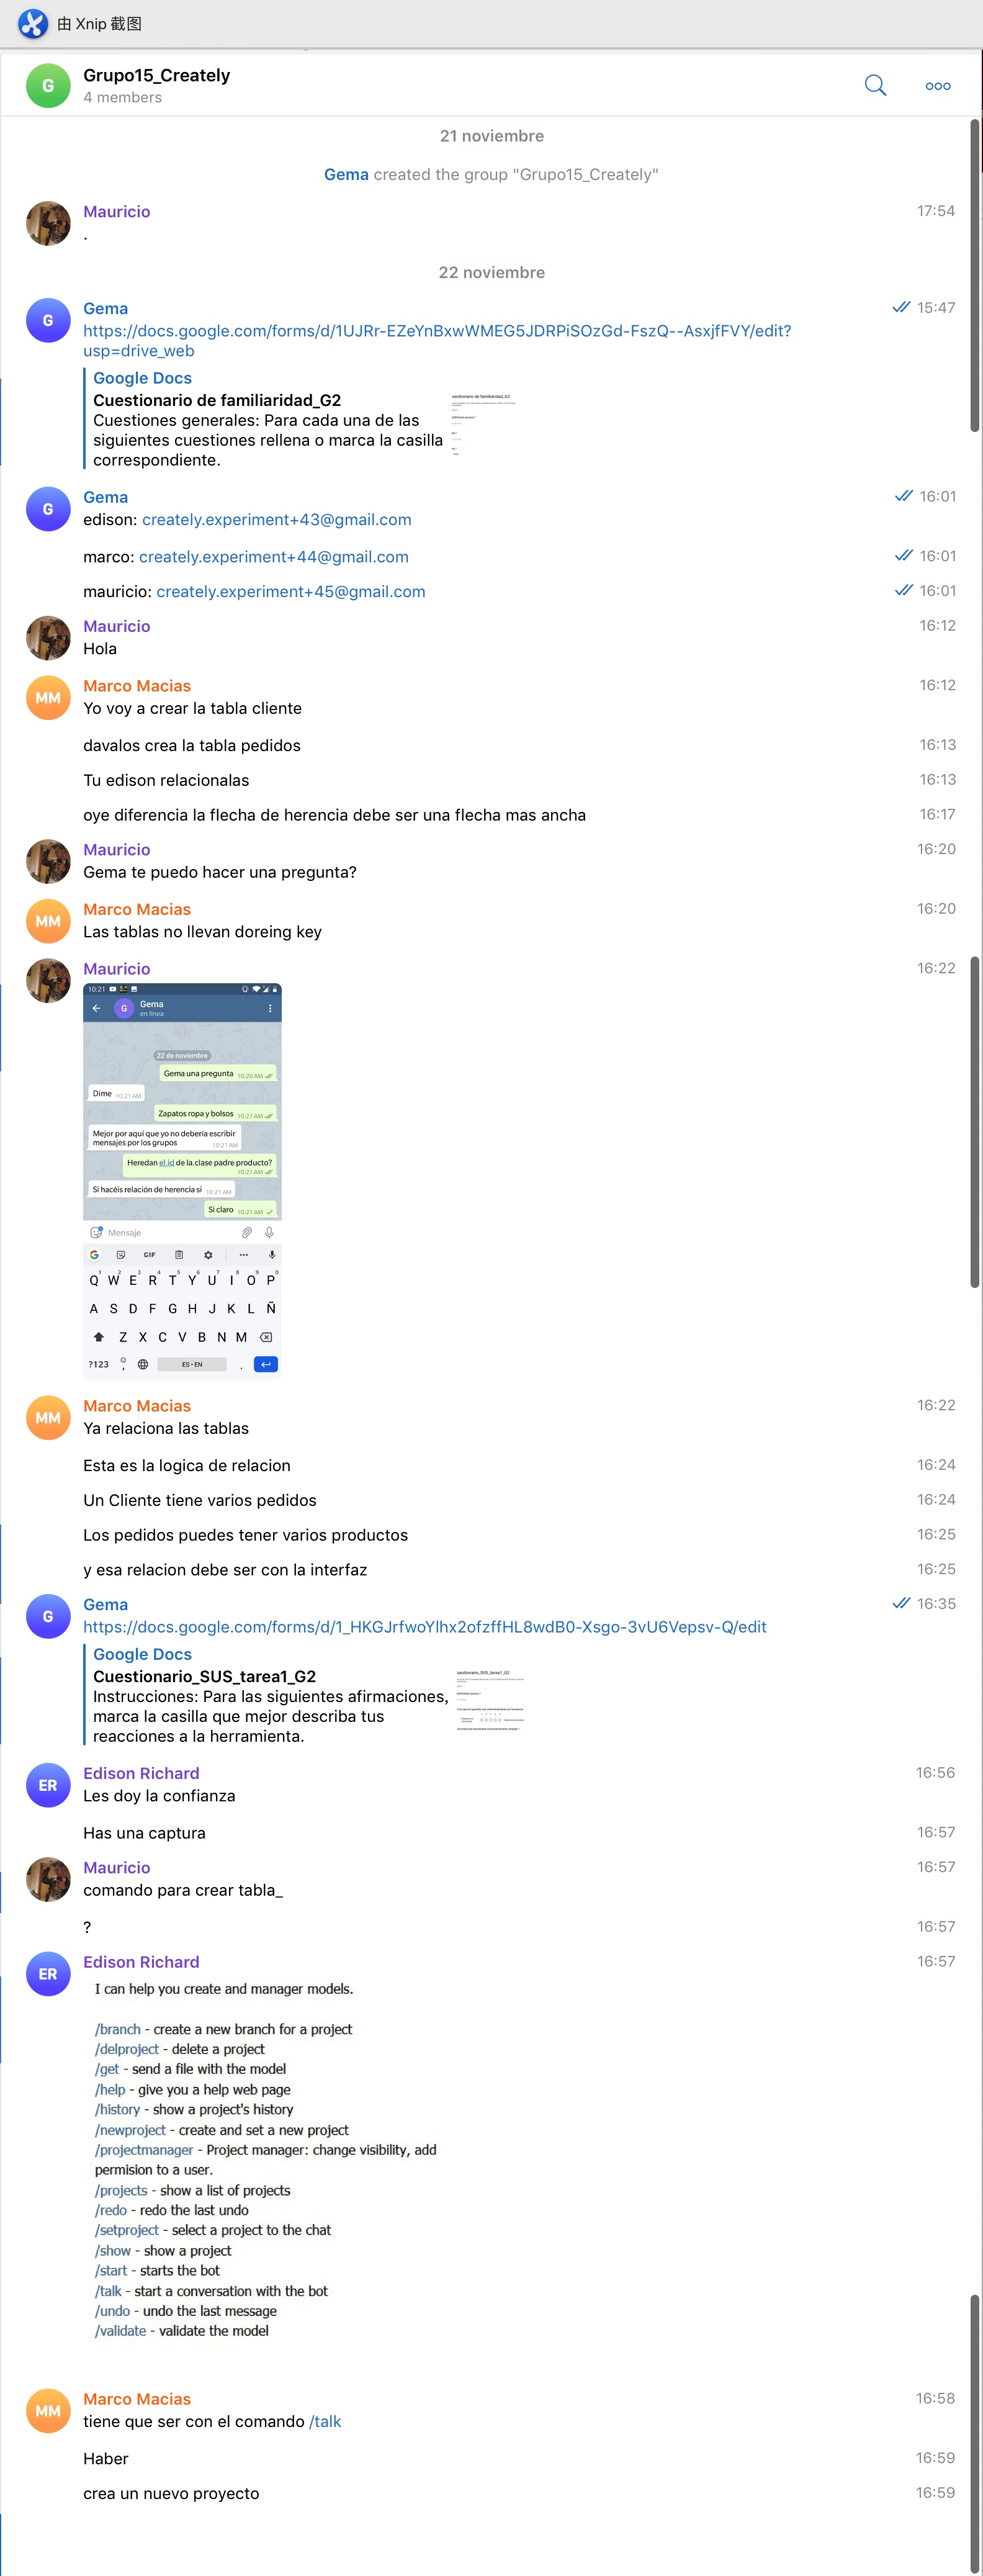 由 Xnip 截图
G
Grupo15_Creately
4 members
21 noviembre
Gema created the group "Grupo15_Creately"
Mauricio
17:54
.
22 noviembre
G
Gema
15:47
https://docs.google.com/forms/d/1UJRr-EZeYnBxwWMEG5JDRPiSOzGd-FszQ--AsxjfFVY/edit?
usp=drive_web
Google Docs
Cuestionario de familiaridad_G2
Cuestiones generales: Para cada una de las
siguientes cuestiones rellena o marca la casilla
correspondiente.
G
Gema
16:01
edison: creately.experiment+43@gmail.com
marco: creately.experiment+44@gmail.com
16:01
mauricio: creately.experiment+45@gmail.com
16:01
Mauricio
16:12
Hola
MM
Marco Macias
16:12
Yo voy a crear la tabla cliente
davalos crea la tabla pedidos
16:13
Tu edison relacionalas
16:13
oye diferencia la flecha de herencia debe ser una flecha mas ancha
16:17
Mauricio
16:20
Gema te puedo hacer una pregunta?
MM
Marco Macias
16:20
Las tablas no llevan doreing key
Mauricio
16:22
10:21
G
Gema
en línea
22 de noviembre
Gema una pregunta 10:20 AM
Dime 10:21 AM
Zapatos ropa y bolsos 10:21 AM
Mejor por aquí que yo no debería escribir
mensajes por los grupos
10:21 AM
Heredan el.id de la.clase padre producto?
10:21 AM
Si hacéis relación de herencia si 10:21 AM
Si claro 10:21 AM
Mensaje
G GIF
1 2 3 4 5 6 7 8 9 0
Q W E R T Y U I O P
A S D F G H J K L Ñ
Z X C V B N M
?123 , ES • EN .
MM
Marco Macias
16:22
Ya relaciona las tablas
Esta es la logica de relacion
16:24
Un Cliente tiene varios pedidos
16:24
Los pedidos puedes tener varios productos
16:25
y esa relacion debe ser con la interfaz
16:25
G
Gema
16:35
https://docs.google.com/forms/d/1_HKGJrfwoYlhx2ofzffHL8wdB0-Xsgo-3vU6Vepsv-Q/edit
Google Docs
Cuestionario_SUS_tarea1_G2
Instrucciones: Para las siguientes afirmaciones,
marca la casilla que mejor describa tus
reacciones a la herramienta.
ER
Edison Richard
16:56
Les doy la confianza
Has una captura
16:57
Mauricio
16:57
comando para crear tabla_
?
16:57
ER
Edison Richard
16:57
I can help you create and manager models.
/branch - create a new branch for a project
/delproject - delete a project
/get - send a file with the model
/help - give you a help web page
/history - show a project's history
/newproject - create and set a new project
/projectmanager - Project manager: change visibility, add
permision to a user.
/projects - show a list of projects
/redo - redo the last undo
/setproject - select a project to the chat
/show - show a project
/start - starts the bot
/talk - start a conversation with the bot
/undo - undo the last message
/validate - validate the model
MM
Marco Macias
16:58
tiene que ser con el comando /talk
Haber
16:59
crea un nuevo proyecto
16:59